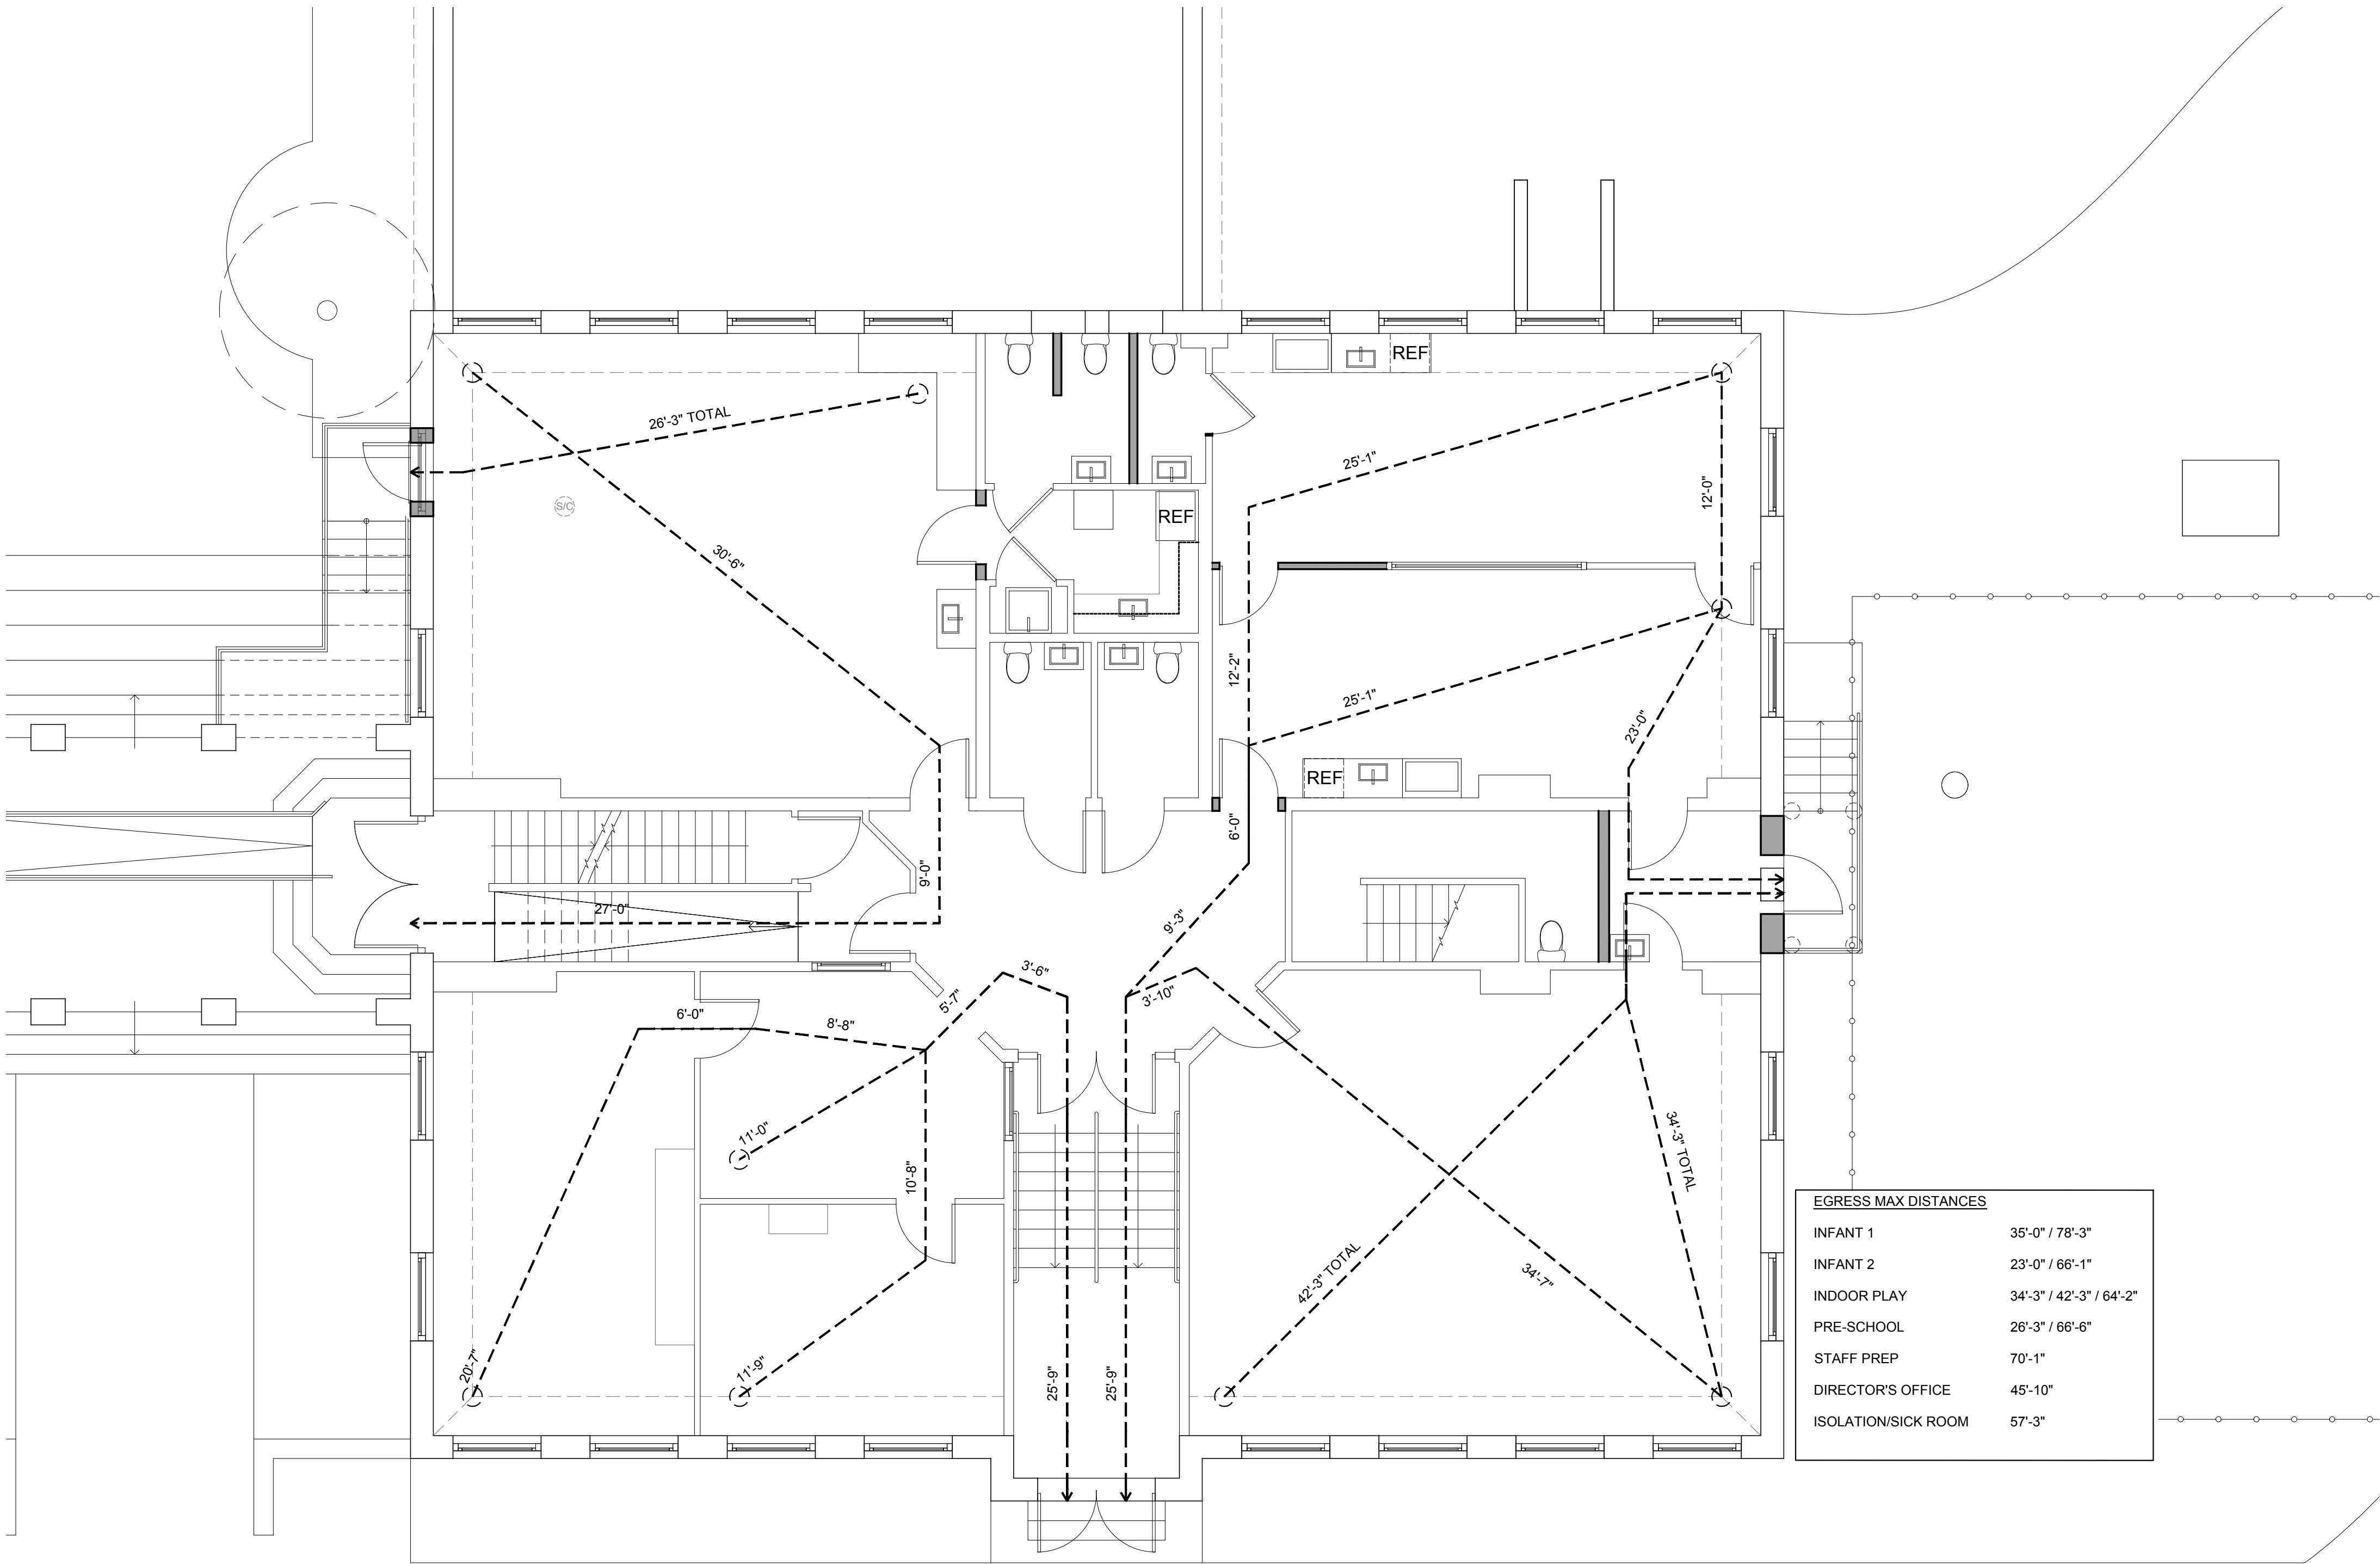 REF
26'-3" TOTAL
25'-1"
12'-0"
S/C
REF
30'-6"
12'-2"
25'-1"
23'-0"
REF
6'-0"
9'-0"
27'-0"
9'-3"
3'-6"
3'-10"
5'-7"
6'-0"
8'-8"
11'-0"
34'-3" TOTAL
10'-8"
EGRESS MAX DISTANCES
INFANT 1 35'-0" / 78'-3"
INFANT 2 23'-0" / 66'-1"
INDOOR PLAY 34'-3" / 42'-3" / 64'-2"
PRE-SCHOOL 26'-3" / 66'-6"
STAFF PREP 70'-1"
DIRECTOR'S OFFICE 45'-10"
ISOLATION/SICK ROOM 57'-3"
42'-3" TOTAL
34'-7"
20'-7"
11'-9"
25'-9"
25'-9"